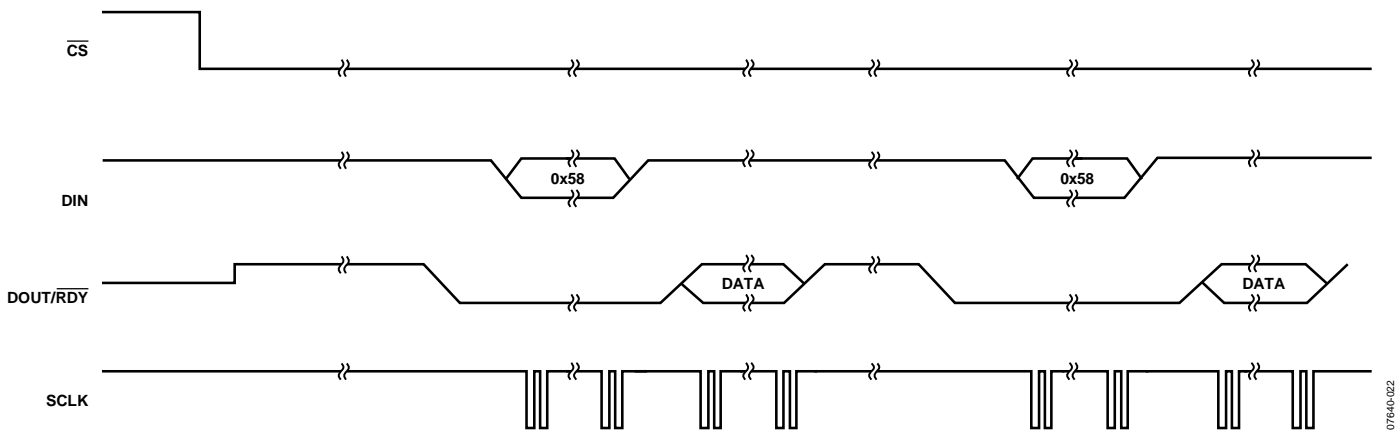 CS
DIN
0x58
0x58
DOUT/RDY
DATA
DATA
SCLK
07640-022